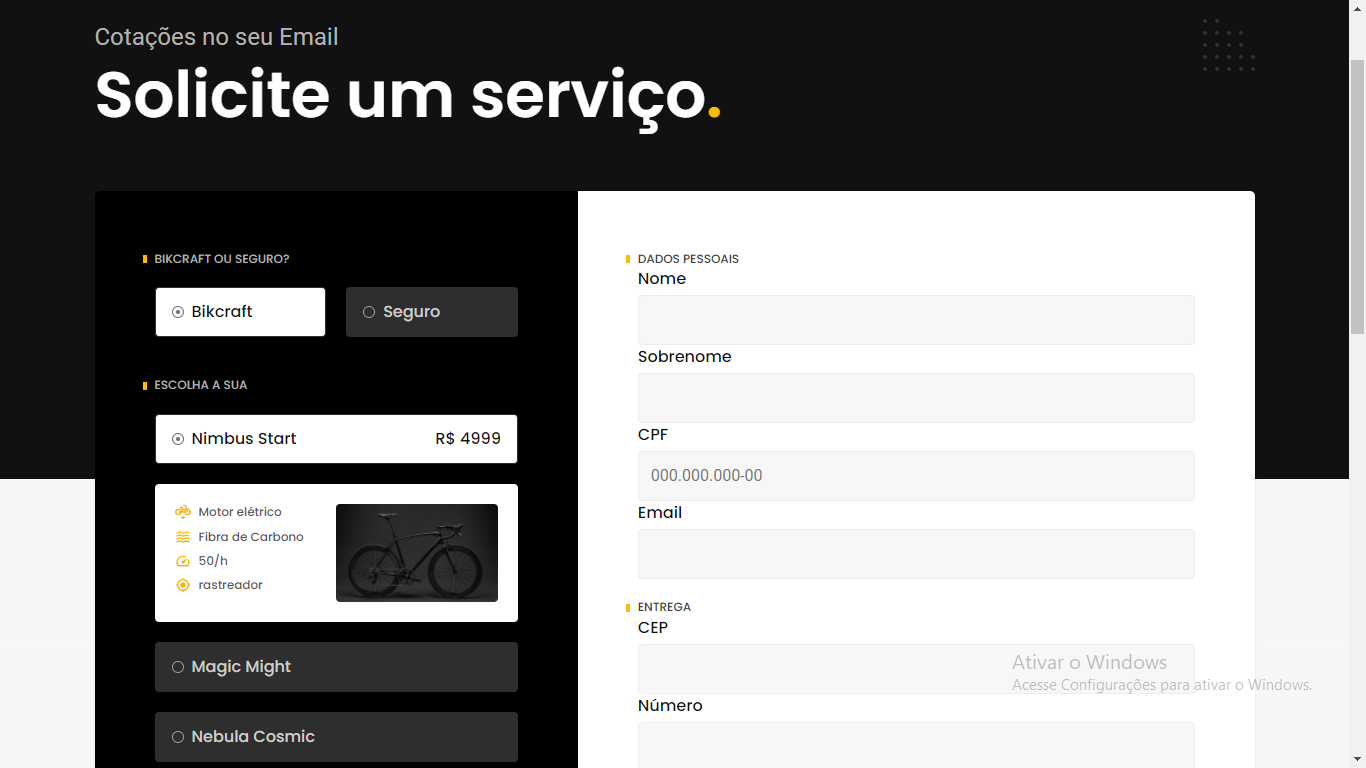 Cotações no seu Email
Solicite um serviço.
BIKCRAFT OU SEGURO?
Bikcraft
Seguro
ESCOLHA A SUA
Nimbus Start
R$ 4999
Motor elétrico
Fibra de Carbono
50/h
rastreador
Magic Might
Nebula Cosmic
DADOS PESSOAIS
Nome
Sobrenome
CPF
000.000.000-00
Email
ENTREGA
CEP
Número
Ativar o Windows
Acesse Configurações para ativar o Windows.